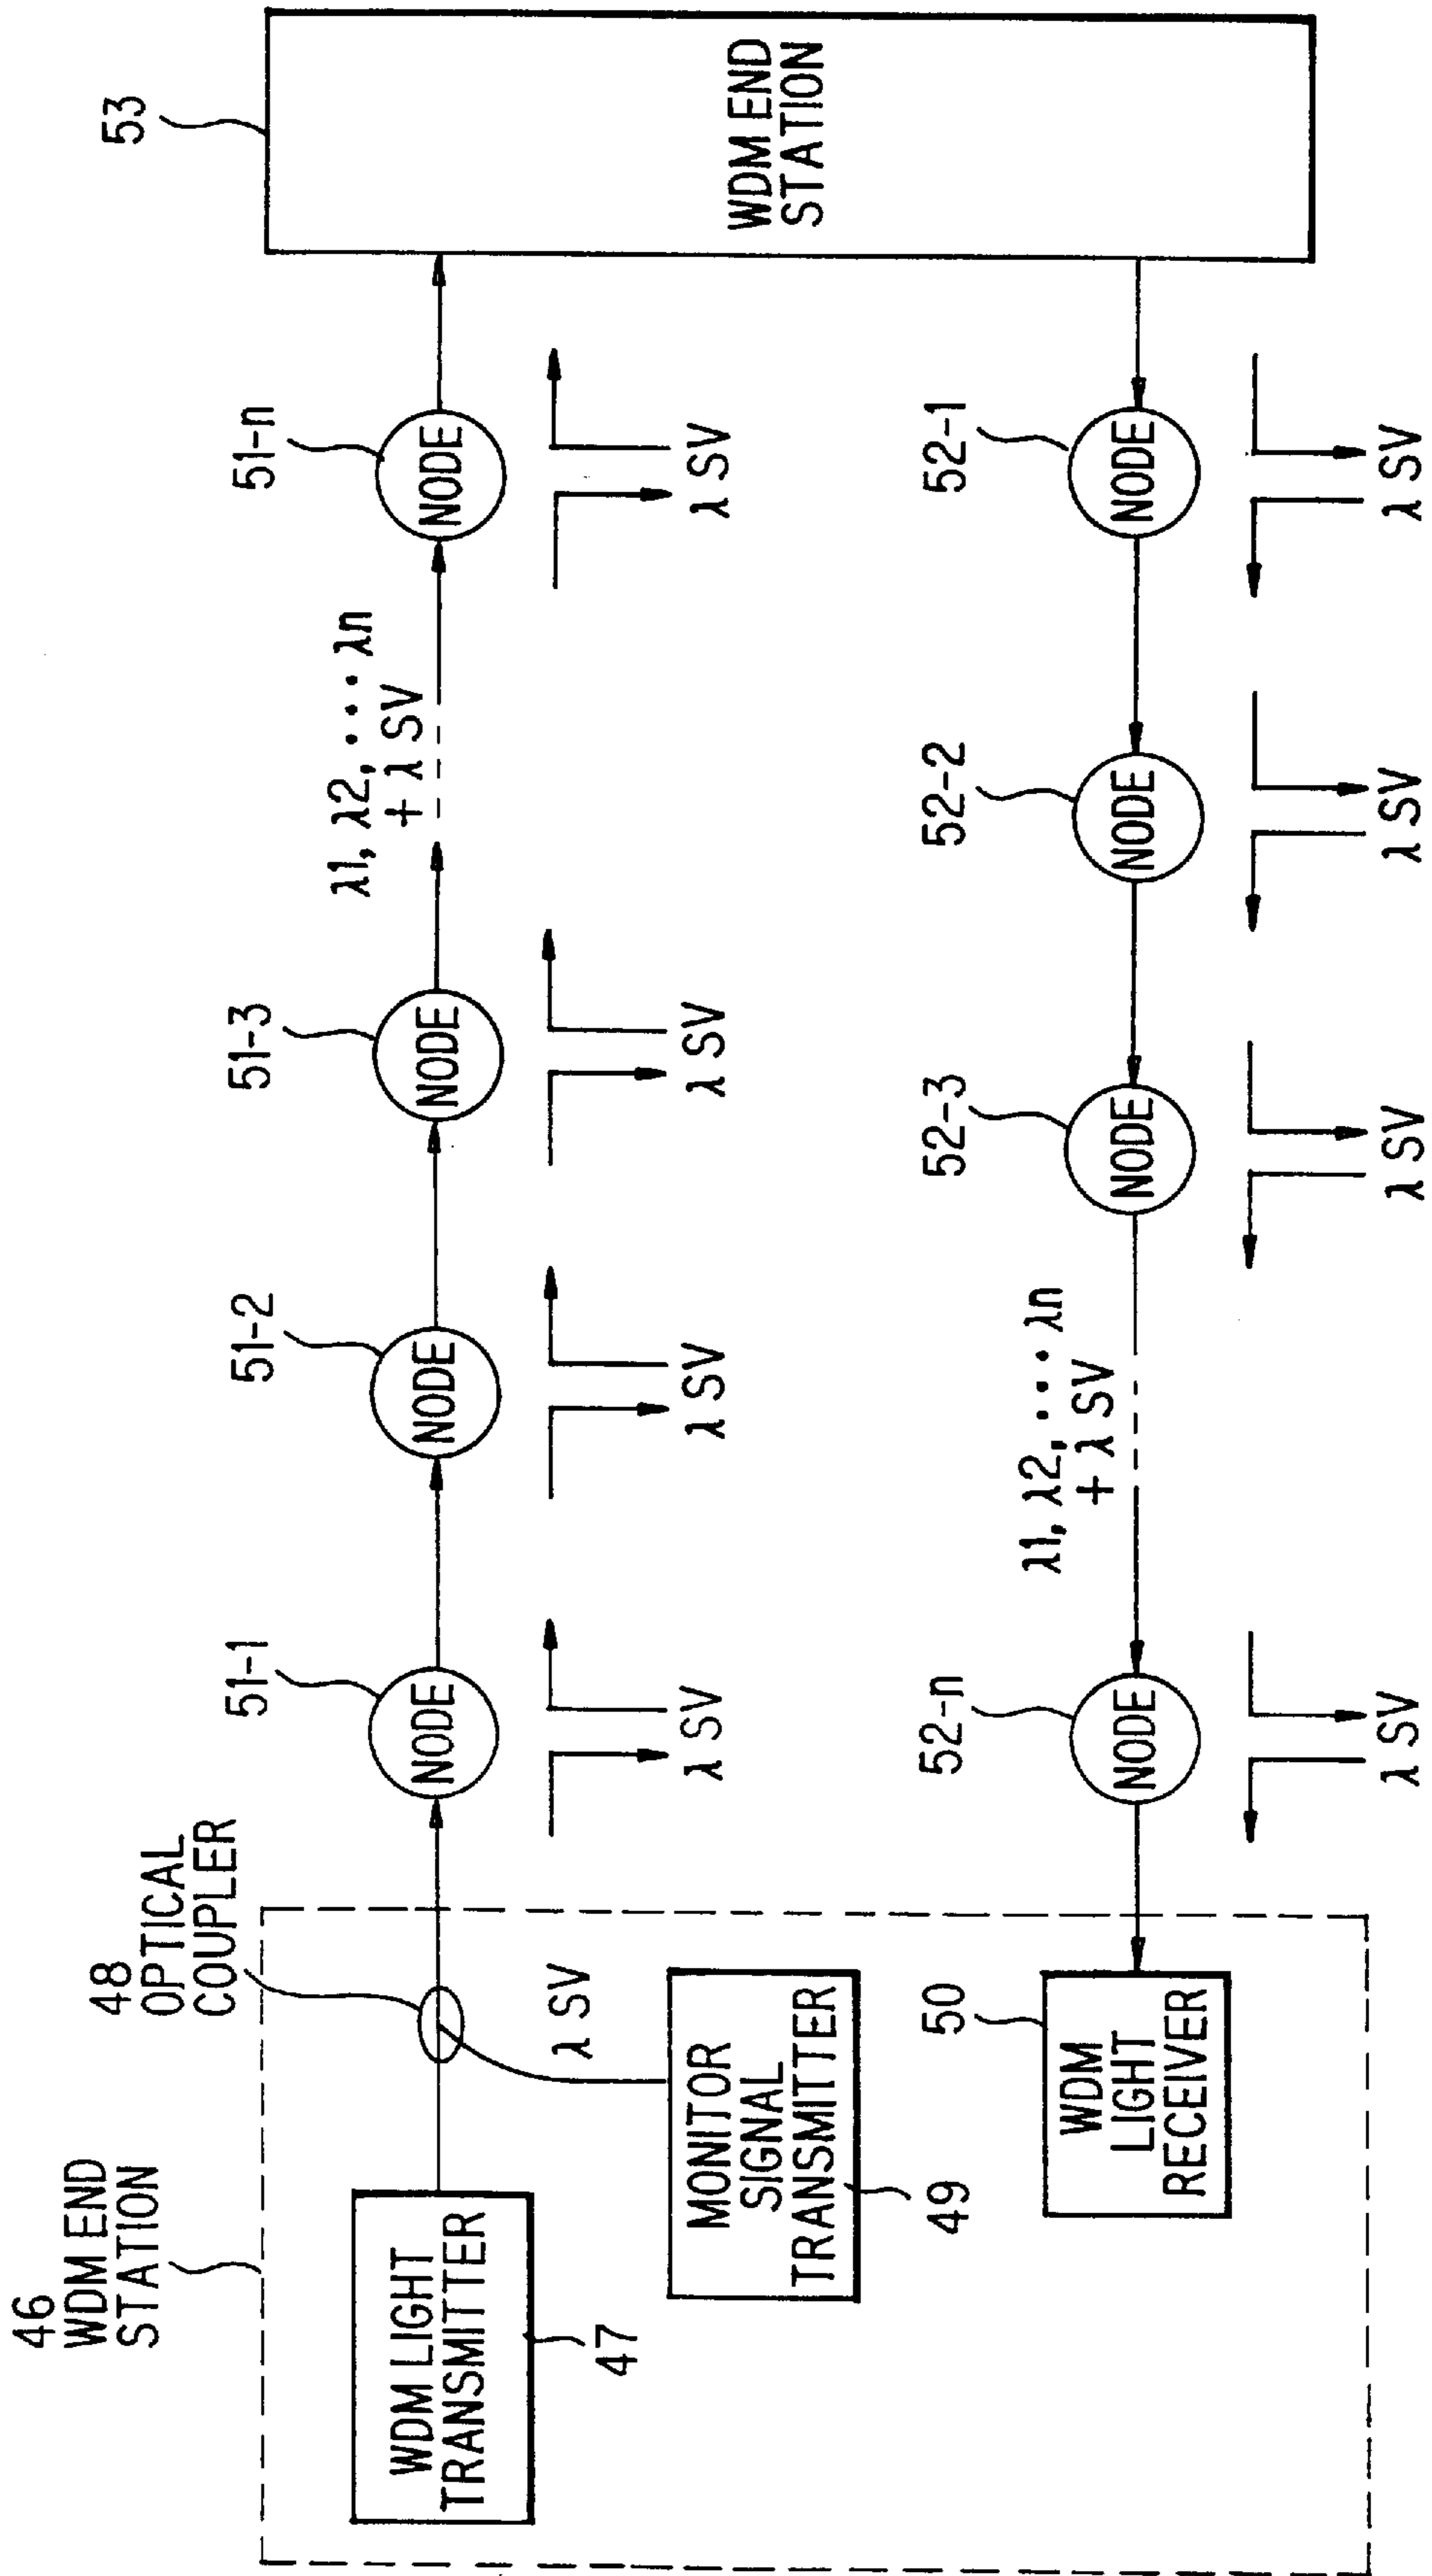 46
WDM END
STATION
48
OPTICAL
COUPLER
51-1
51-2
51-3
λ1, λ2, •••• λn
+ λ SV
51-n
53
WDM LIGHT
TRANSMITTER
47
NODE
NODE
NODE
NODE
WDM END
STATION
λ SV
λ SV
λ SV
λ SV
λ SV
MONITOR
SIGNAL
TRANSMITTER
49
50
WDM
LIGHT
RECEIVER
52-n
λ1, λ2, •••• λn
+ λ SV
52-3
52-2
52-1
NODE
NODE
NODE
NODE
λ SV
λ SV
λ SV
λ SV